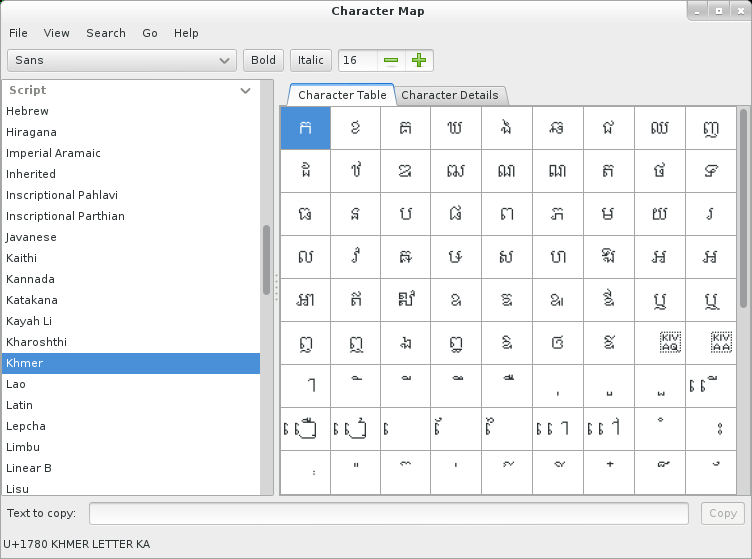 Character Map
File View Search Go Help
Sans Bold Italic 16
Script
Hebrew
Hiragana
Imperial Aramaic
Inherited
Inscriptional Pahlavi
Inscriptional Parthian
Javanese
Kaithi
Kannada
Katakana
Kayah Li
Kharoshthi
Khmer
Lao
Latin
Lepcha
Limbu
Linear B
Lisu
Character Table Character Details
ក ខ គ ឃ ង ច ឆ ជ ឈ
ញ ដ ឋ ឌ ឍ ណ ត ថ ទ
ធ ន ប ផ ព ភ ម យ រ
ល វ ឝ ឞ ស ហ ឡ អ ឣ
ឤ ឥ ឦ ឧ ឨ ឩ ឪ ឫ ឬ
ឭ ឮ ឯ ឰ ឱ ឲ ឳ KIV AQ KIV AA
ា ិ ី ឹ ឺ ុ ូ ួ ើ
ឿ ៀ េ ែ ៃ ោ ៅ ំ ះ
ៈ ៉ ៊ ់ ៌ ៍ ៎ ៏ ័
Text to copy: Copy
U+1780 KHMER LETTER KA